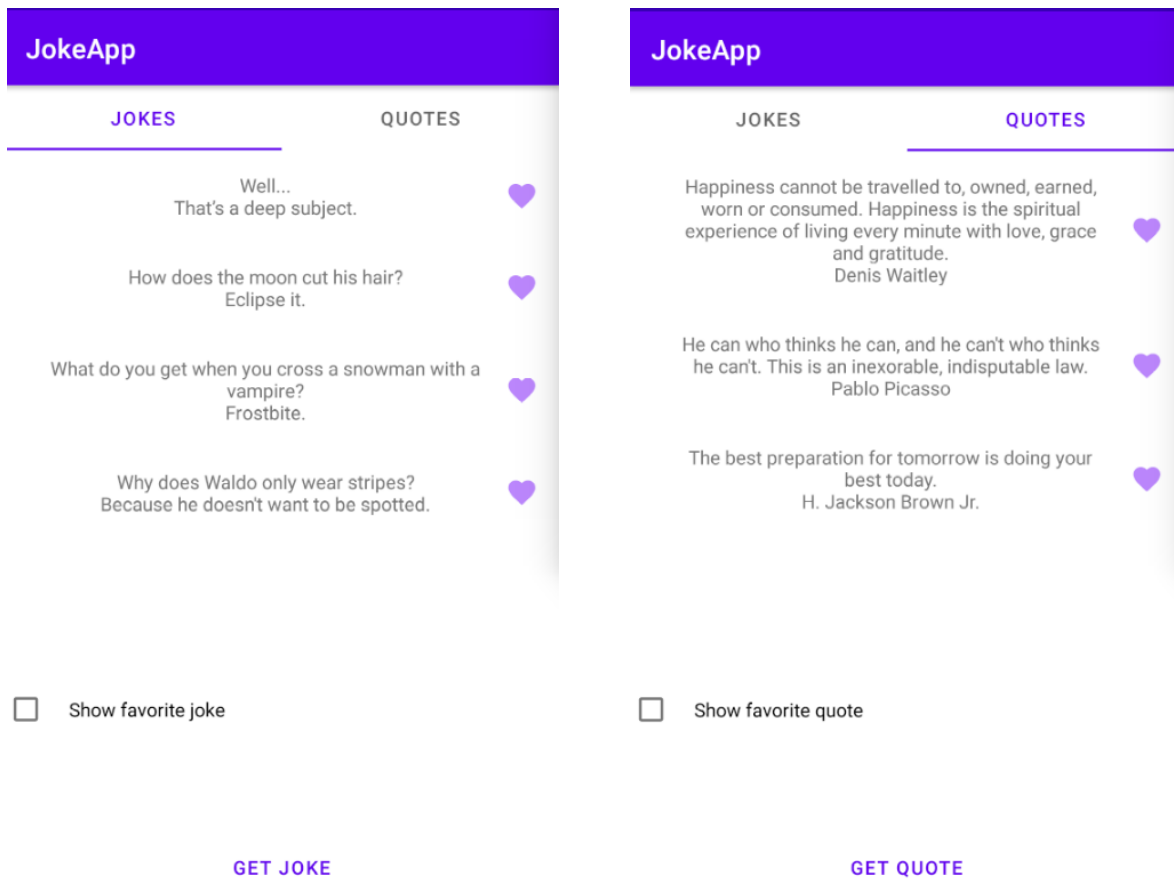 JokeApp
JOKES
QUOTES
Well...
That's a deep subject.
How does the moon cut his hair?
Eclipse it.
What do you get when you cross a snowman with a
vampire?
Frostbite.
Why does Waldo only wear stripes?
Because he doesn't want to be spotted.
Show favorite joke
GET JOKE
JokeApp
JOKES
QUOTES
Happiness cannot be travelled to, owned, earned,
worn or consumed. Happiness is the spiritual
experience of living every minute with love, grace
and gratitude.
Denis Waitley
He can who thinks he can, and he can't who thinks
he can't. This is an inexorable, indisputable law.
Pablo Picasso
The best preparation for tomorrow is doing your
best today.
H. Jackson Brown Jr.
Show favorite quote
GET QUOTE